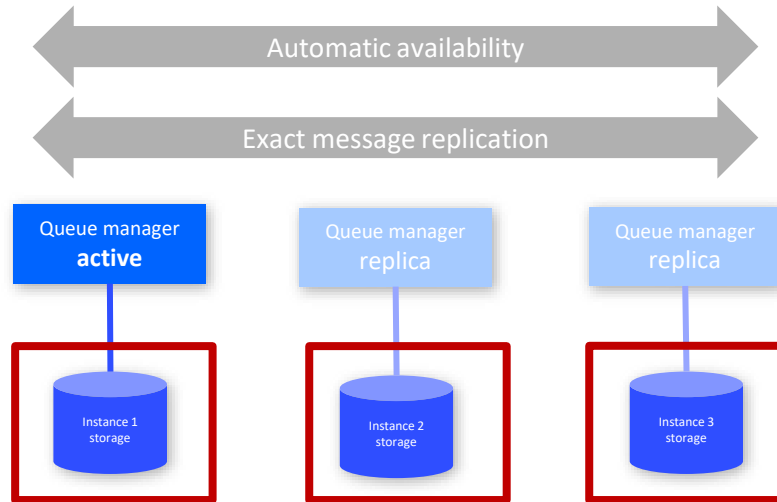 Automatic availability
Exact message replication
Queue manager
active
Queue manager
replica
Queue manager
replica
Instance 1
storage
Instance 2
storage
Instance 3
storage